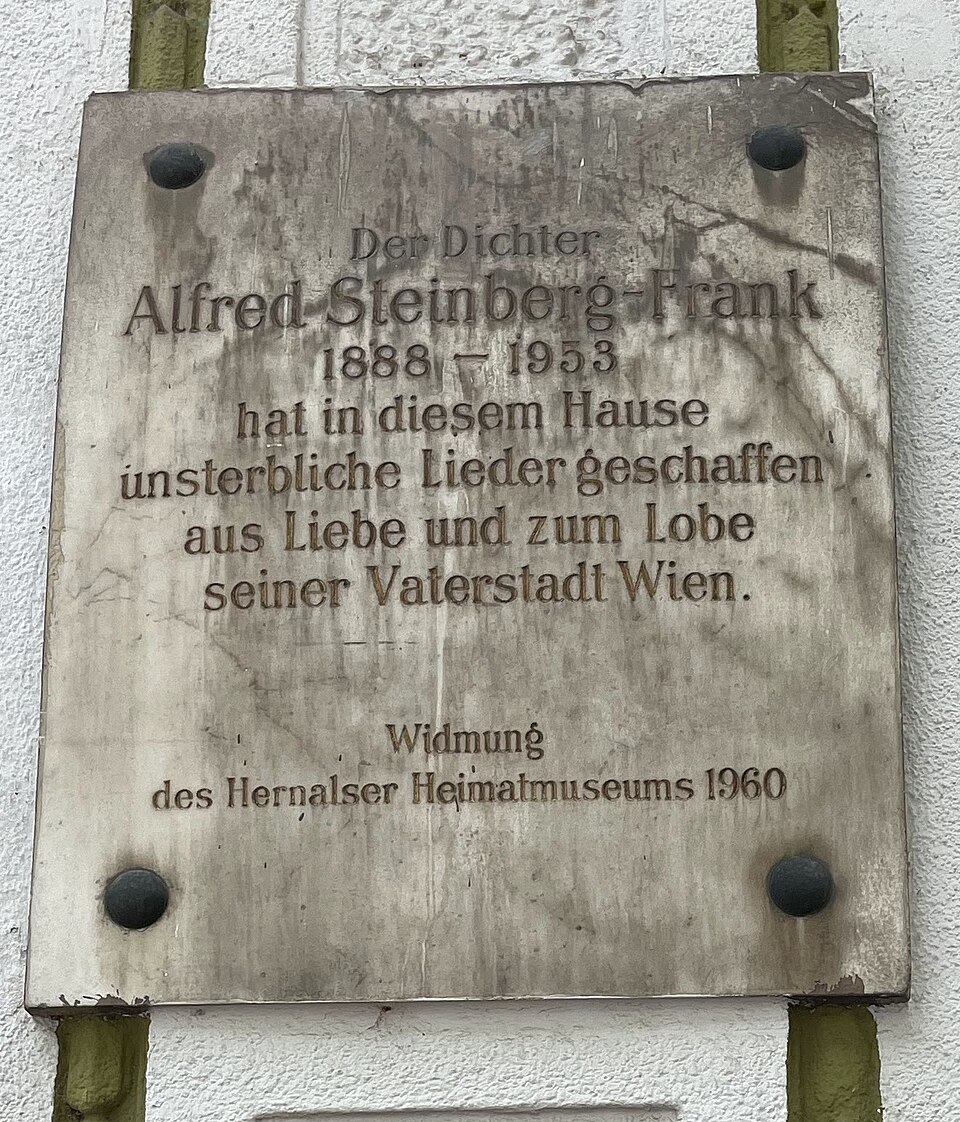 Der Dichter
Alfred Steinberg-Frank
1888 – 1953
hat in diesem Hause
unsterbliche Lieder geschaffen
aus Liebe und zum Lobe
seiner Vaterstadt Wien.
Widmung
des Hernalser Heimatmuseums 1960